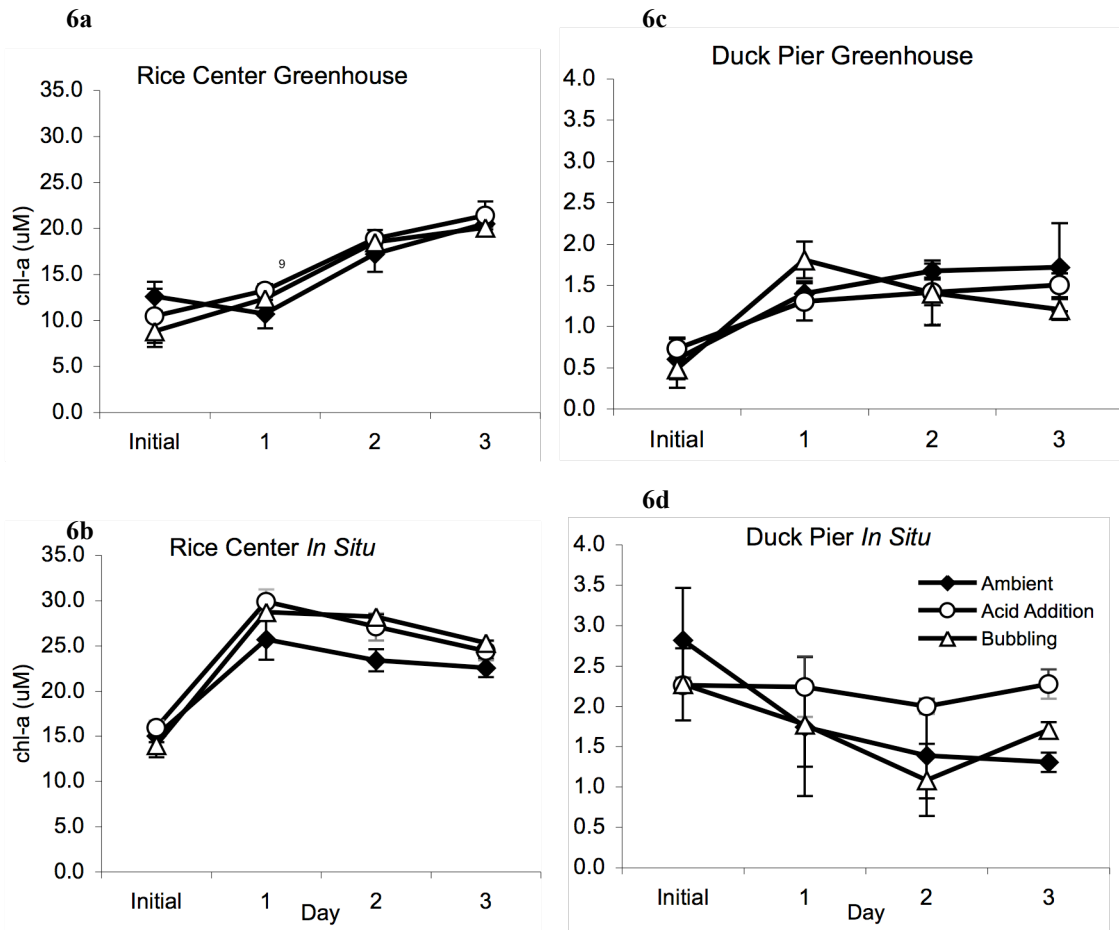 6a
Rice Center Greenhouse
35.0
30.0
25.0
20.0
15.0
10.0
5.0
0.0
chl-a (uM)
9
Initial 1 2 3
6c
Duck Pier Greenhouse
4.0
3.5
3.0
2.5
2.0
1.5
1.0
0.5
0.0
Initial 1 2 3
6b
Rice Center In Situ
35.0
30.0
25.0
20.0
15.0
10.0
5.0
0.0
chl-a (uM)
Initial 1 2 3
Day
6d
Duck Pier In Situ
4.0
3.5
3.0
2.5
2.0
1.5
1.0
0.5
0.0
Ambient
Acid Addition
Bubbling
Initial 1 2 3
Day